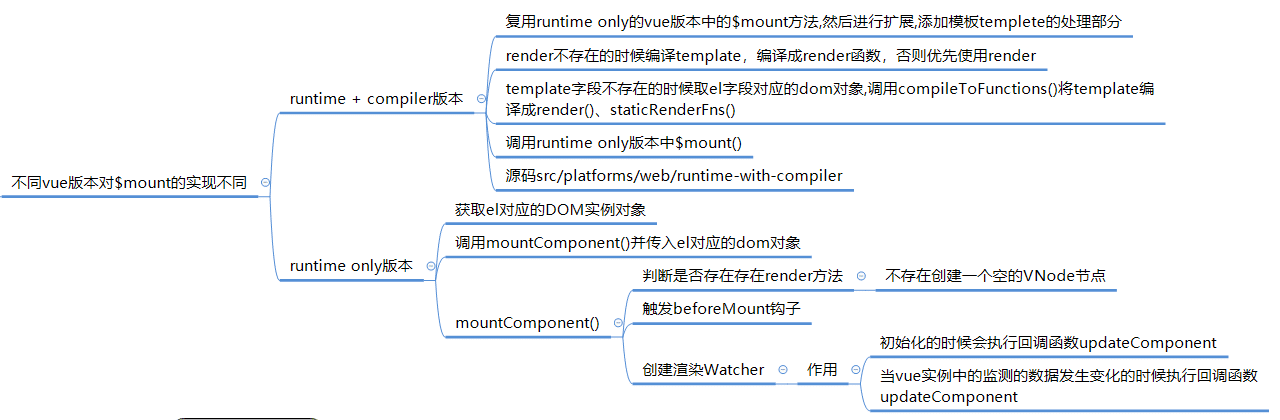 不同vue版本对$mount的实现不同
runtime + compiler版本
复用runtime only的vue版本中的$mount方法,然后进行扩展,添加模板templete的处理部分
render不存在的时候编译template，编译成render函数，否则优先使用render
template字段不存在的时候取el字段对应的dom对象,调用compileToFunctions()将template编
译成render()、staticRenderFns()
调用runtime only版本中$mount()
源码src/platforms/web/runtime-with-compiler
runtime only版本
获取el对应的DOM实例对象
调用mountComponent()并传入el对应的dom对象
mountComponent()
判断是否存在存在render方法
不存在创建一个空的VNode节点
触发beforeMount钩子
创建渲染Watcher
作用
初始化的时候会执行回调函数updateComponent
当vue实例中的监测的数据发生变化的时候执行回调函数
updateComponent